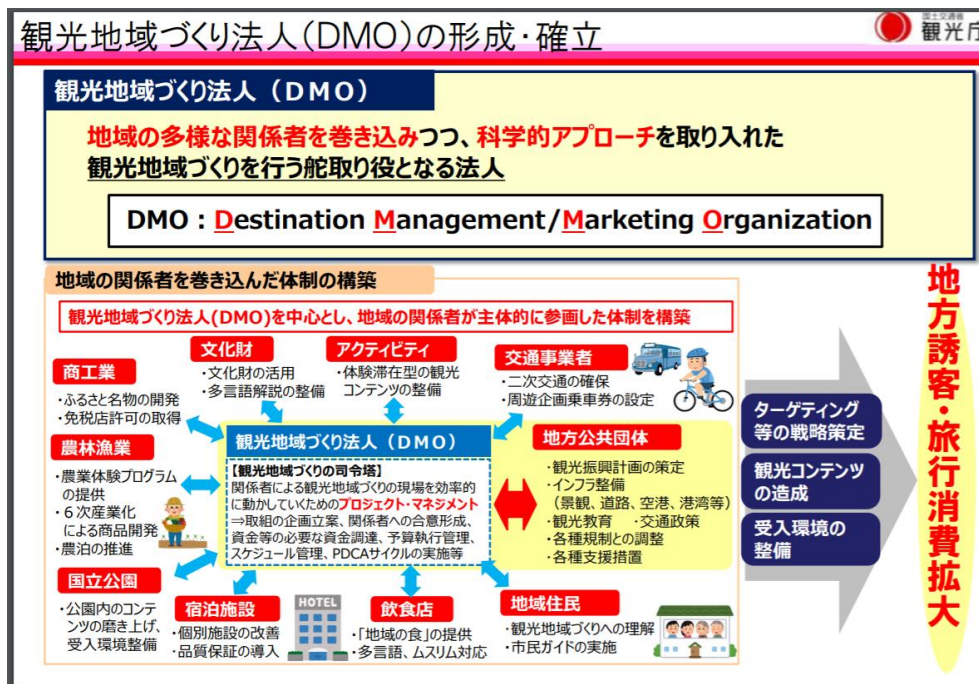 観光地域づくり法人(DMO)の形成・確立
国土交通省
観光庁
観光地域づくり法人(DMO)
地域の多様な関係者を巻き込みつつ、科学的アプローチを取り入れた
観光地域づくりを行う舵取り役となる法人
DMO : Destination Management/Marketing Organization
地域の関係者を巻き込んだ体制の構築
観光地域づくり法人(DMO)を中心とし、地域の関係者が主体的に参画した体制を構築
商工業
・ふるさと名物の開発
・免税店許可の取得
文化財
・文化財の活用
・多言語解説の整備
アクティビティ
・体験滞在型の観光
コンテンツの整備
交通事業者
・二次交通の確保
・周遊企画乗車券の設定
農林漁業
・農業体験プログラム
の提供
・6次産業化
による商品開発
・農泊の推進
観光地域づくり法人(DMO)
【観光地域づくりの司令塔】
関係者による観光地域づくりの現場を効率的
に動かしていくためのプロジェクト・マネジメント
⇒取組の企画立案、関係者への合意形成、
資金等の必要な資金調達、予算執行管理、
スケジュール管理、PDCAサイクルの実施等
地方公共団体
・観光振興計画の策定
・インフラ整備
(景観、道路、空港、港湾等)
・観光教育 ・交通政策
・各種規制との調整
・各種支援措置
国立公園
・公園内のコンテ
ンツの磨き上げ、
受入環境整備
宿泊施設
・個別施設の改善
・品質保証の導入
HOTEL
飲食店
・「地域の食」の提供
・多言語、ムスリム対応
地域住民
・観光地域づくりへの理解
・市民ガイドの実施
ターゲティング
等の戦略策定
観光コンテンツ
の造成
受入環境の
整備
地方誘客・旅行消費拡大